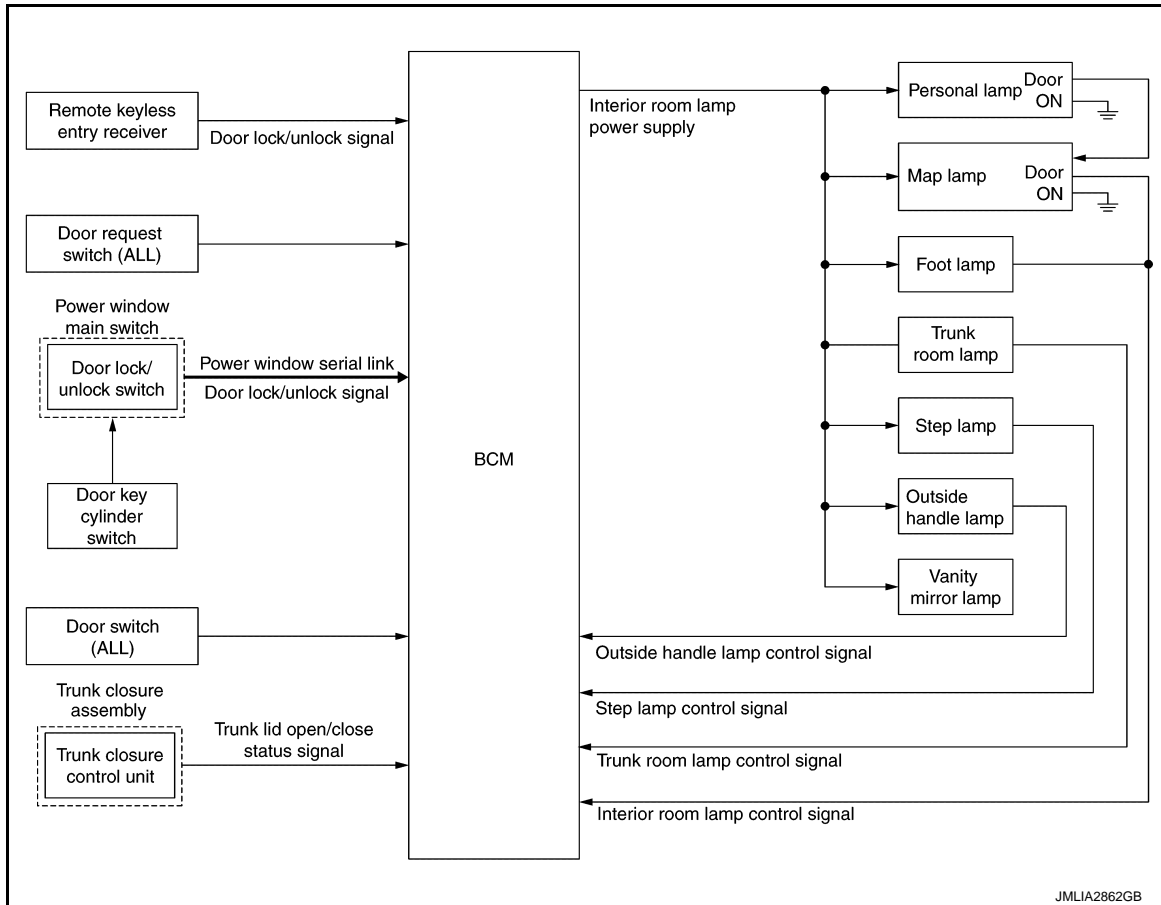 Remote keyless
entry receiver
Door lock/unlock signal
Door request
switch (ALL)
Power window
main switch
Door lock/
unlock switch
Power window serial link
Door lock/unlock signal
Door key
cylinder
switch
Door switch
(ALL)
Trunk closure
assembly
Trunk closure
control unit
Trunk lid open/close
status signal
BCM
Interior room lamp
power supply
Personal lamp
Door
ON
Map lamp
Door
ON
Foot lamp
Trunk
room lamp
Step lamp
Outside
handle lamp
Vanity
mirror lamp
Outside handle lamp control signal
Step lamp control signal
Trunk room lamp control signal
Interior room lamp control signal
JMLIA2862GB